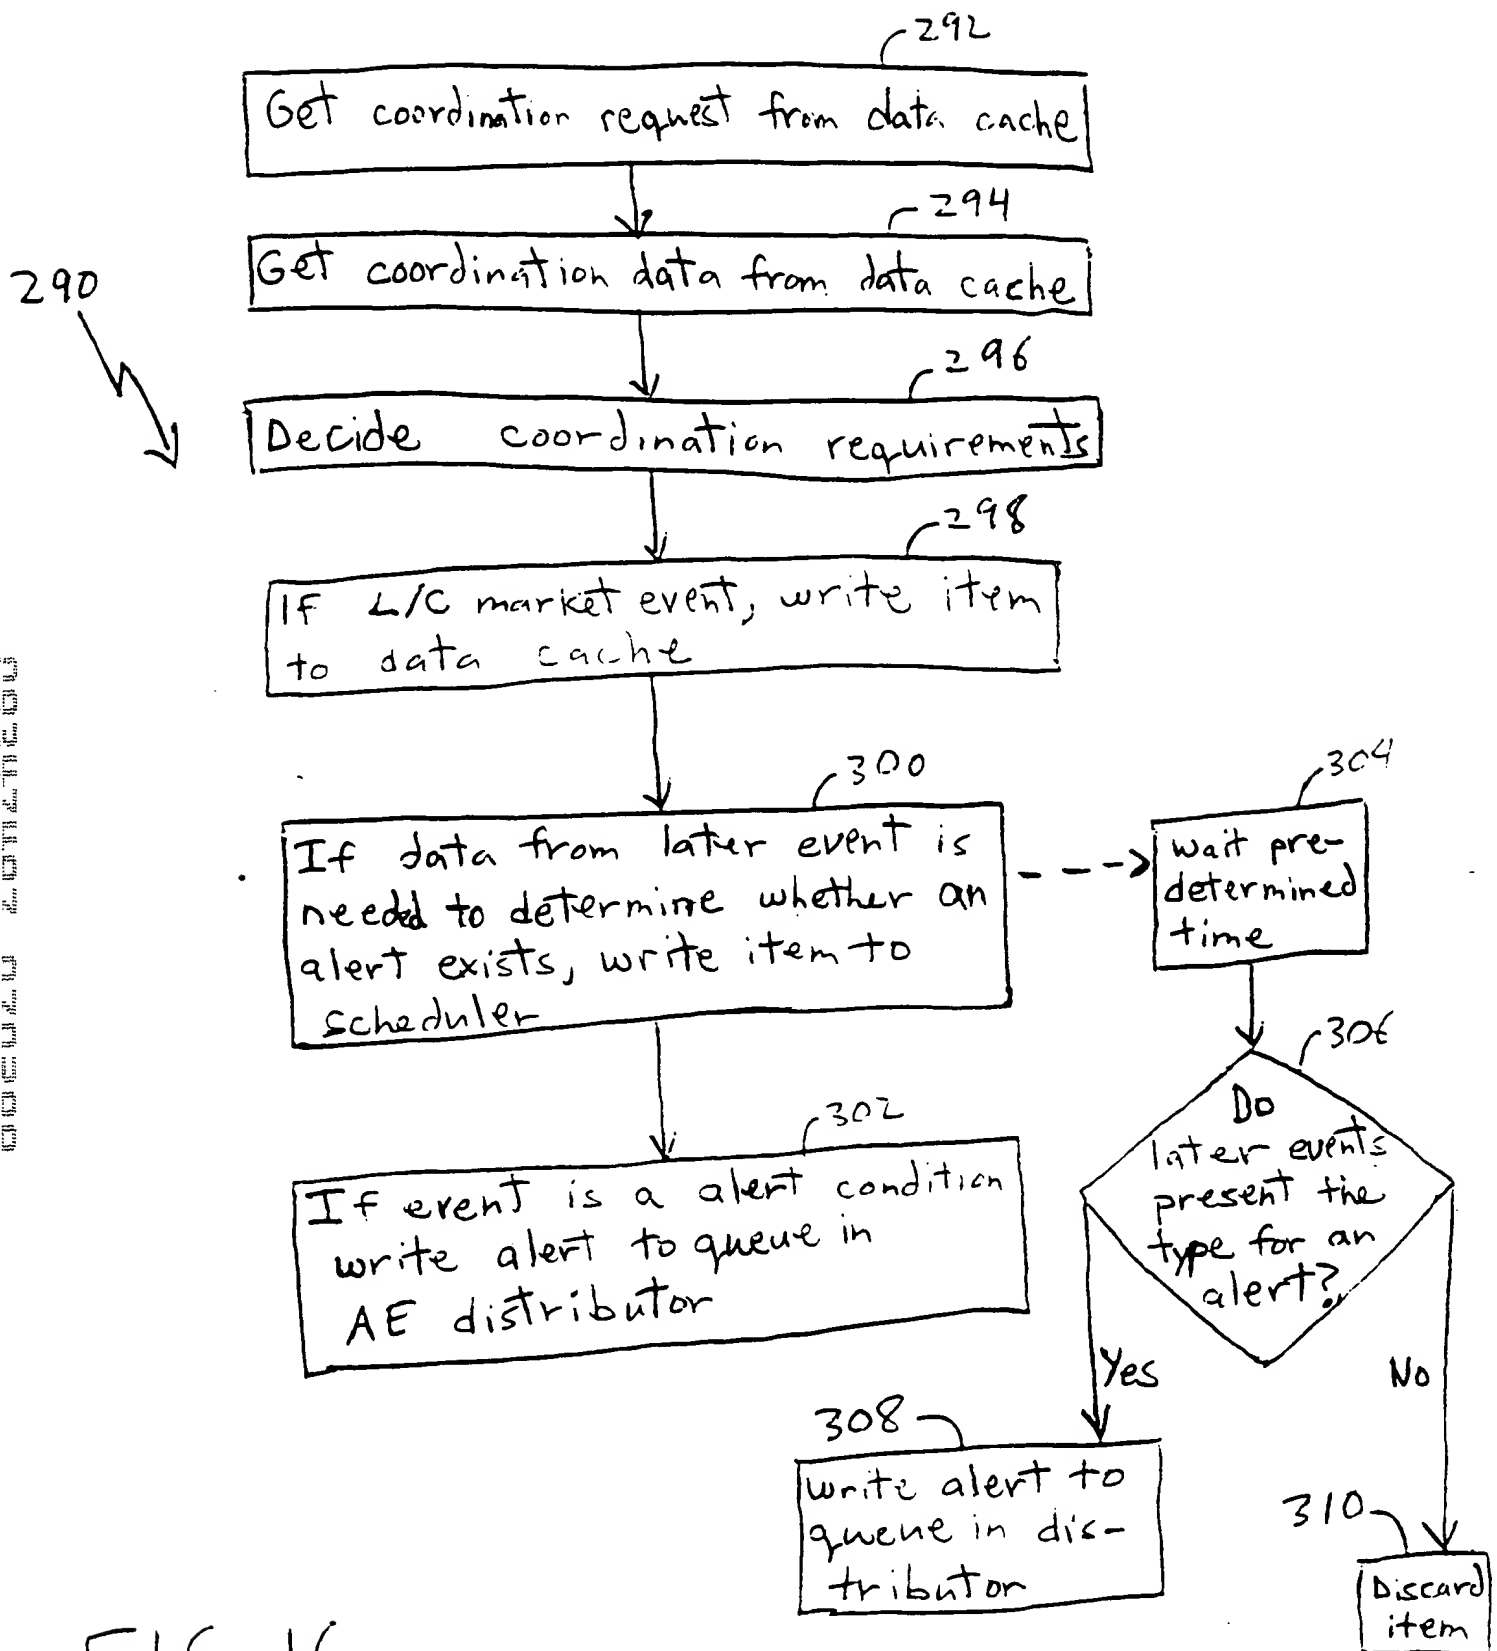 292
Get coordination request from data cache
294
Get coordination data from data cache
290
296
Decide coordination requirements
298
If L/C market event, write item
to data cache
300
If data from later event is
needed to determine whether an
alert exists, write item to
scheduler
304
wait pre-
determined
time
306
Do
later events
present the
type for an
alert?
302
If event is a alert condition
write alert to queue in
AE distributor
Yes
No
308
write alert to
queue in dis-
tributor
310
Discard
item